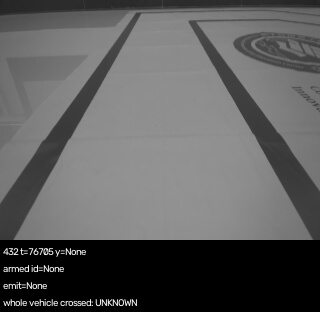 432 t=76705 y=None
armed id=None
emit=None
whole vehicle crossed: UNKNOWN